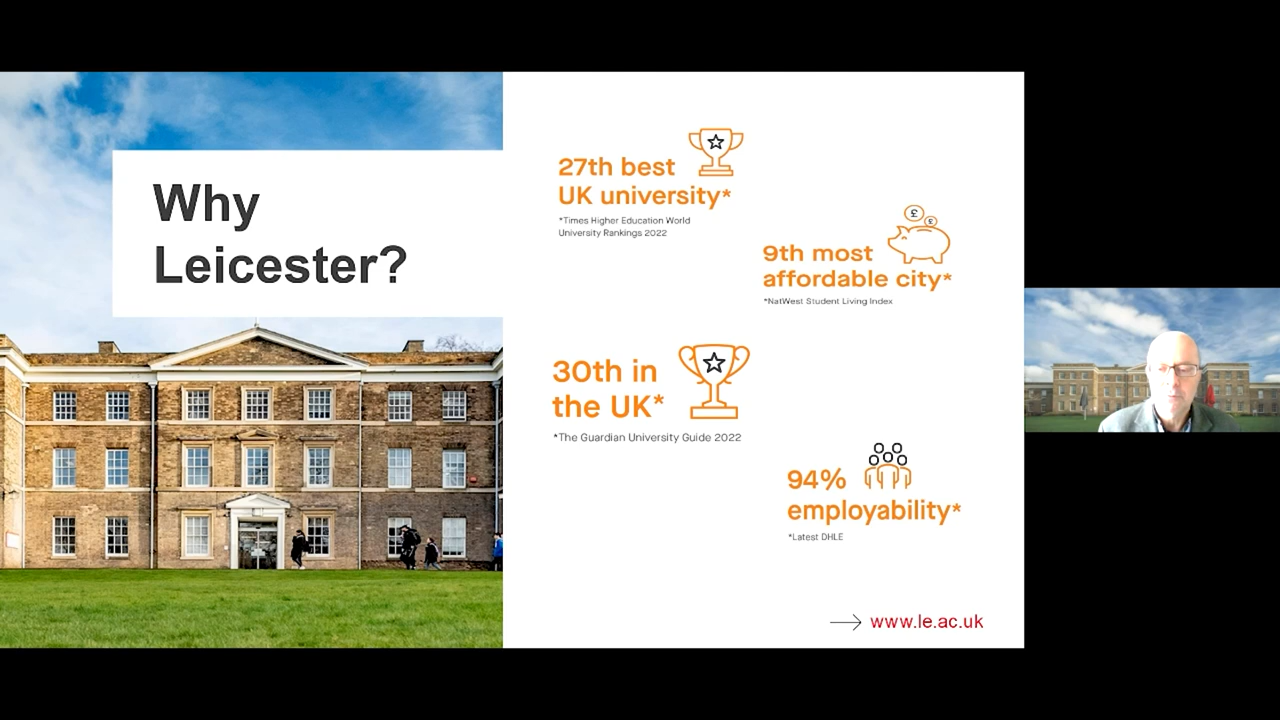 Why
Leicester?
27th best
UK university*
*Times Higher Education World
University Rankings 2022
£
£
9th most
affordable city*
*NatWest Student Living Index
30th in
the UK*
*The Guardian University Guide 2022
94%
employability*
*Latest DHLE
www.le.ac.uk